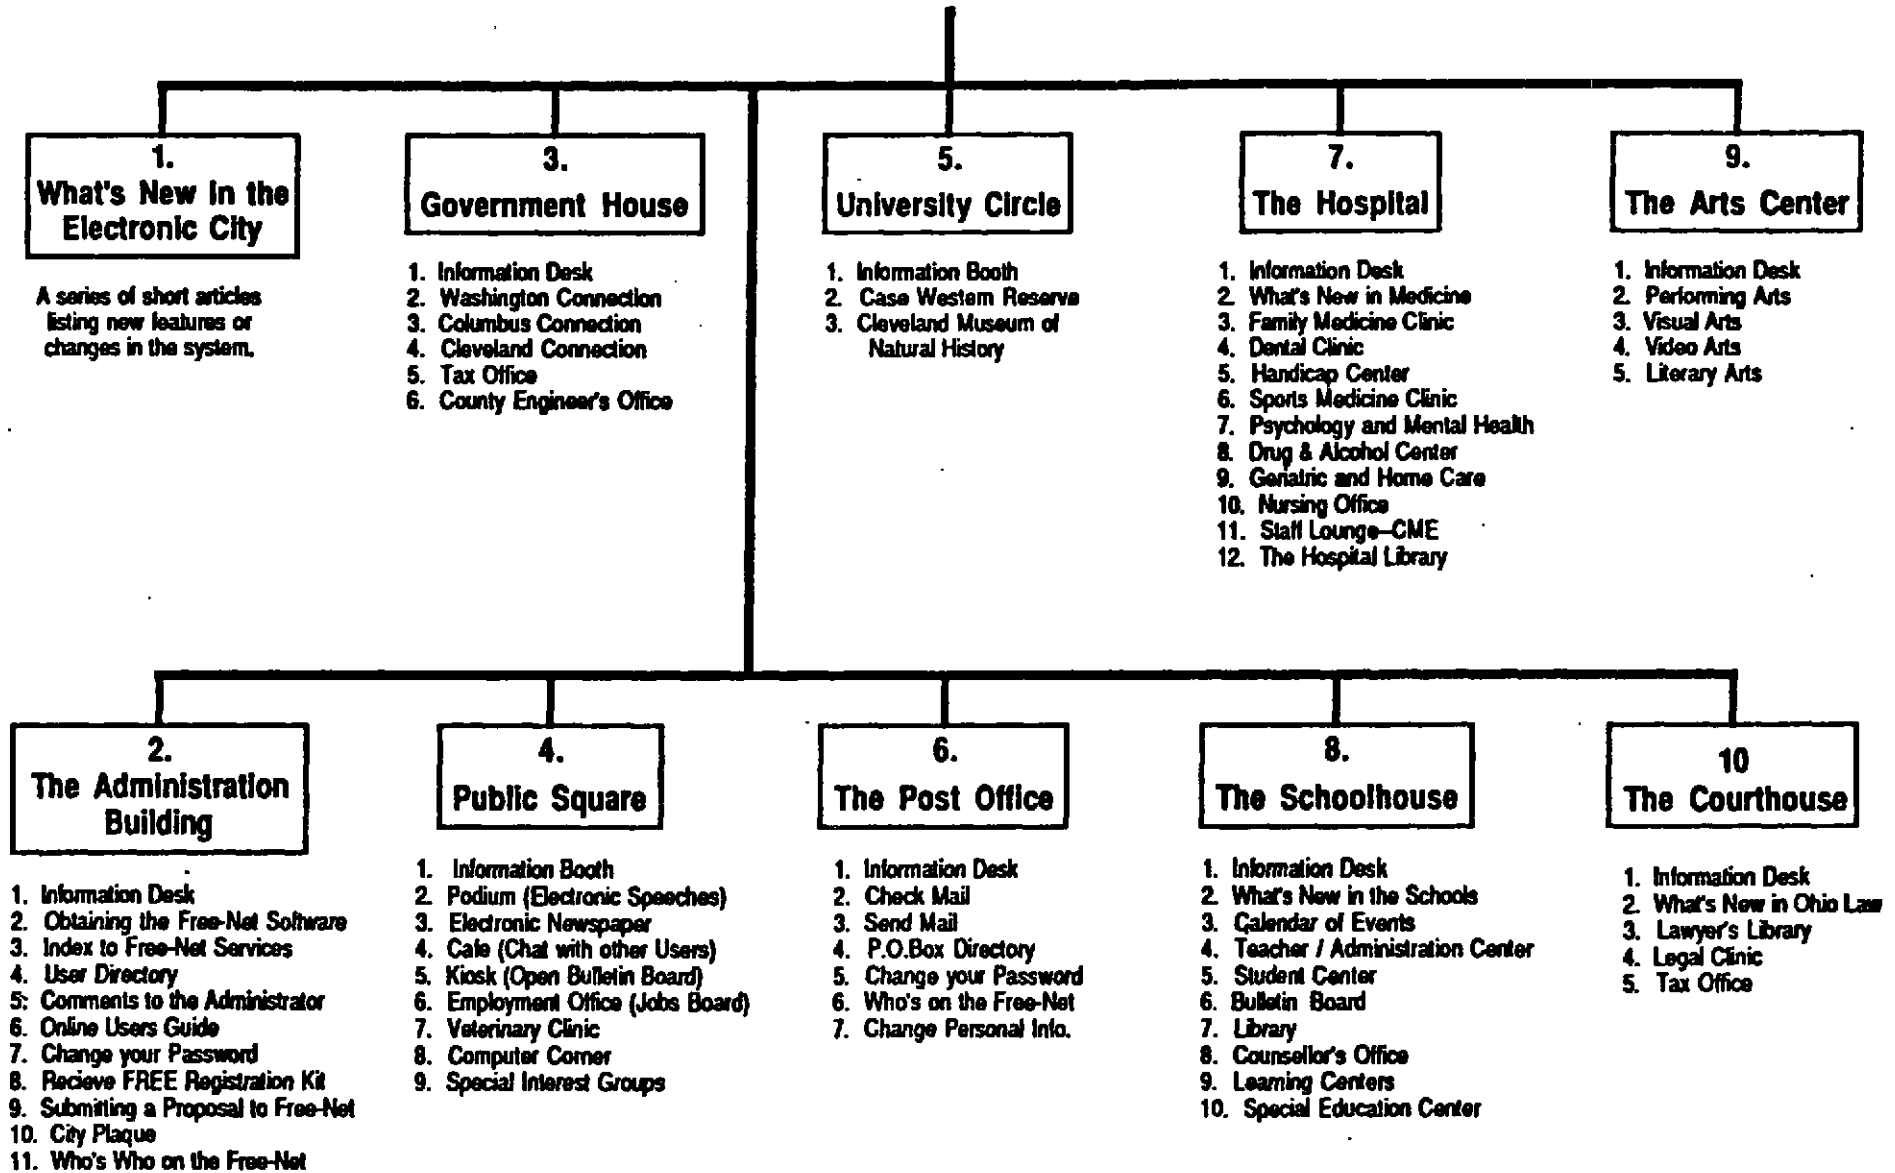 1.
What's New in the
Electronic City
A series of short articles
listing new features or
changes in the system.
3.
Government House
1. Information Desk
2. Washington Connection
3. Columbus Connection
4. Cleveland Connection
5. Tax Office
6. County Engineer's Office
5.
University Circle
1. Information Booth
2. Case Western Reserve
3. Cleveland Museum of
Natural History
7.
The Hospital
1. Information Desk
2. What's New in Medicine
3. Family Medicine Clinic
4. Dental Clinic
5. Handicap Center
6. Sports Medicine Clinic
7. Psychology and Mental Health
8. Drug & Alcohol Center
9. Geriatric and Home Care
10. Nursing Office
11. Staff Lounge–CME
12. The Hospital Library
9.
The Arts Center
1. Information Desk
2. Performing Arts
3. Visual Arts
4. Video Arts
5. Literary Arts
2.
The Administration
Building
1. Information Desk
2. Obtaining the Free-Net Software
3. Index to Free-Net Services
4. User Directory
5: Comments to the Administrator
6. Online Users Guide
7. Change your Password
8. Recieve FREE Registration Kit
9. Submitting a Proposal to Free-Net
10. City Plaque
11. Who's Who on the Free-Net
4.
Public Square
1. Information Booth
2. Podium (Electronic Speeches)
3. Electronic Newspaper
4. Cafe (Chat with other Users)
5. Kiosk (Open Bulletin Board)
6. Employment Office (Jobs Board)
7. Veterinary Clinic
8. Computer Corner
9. Special Interest Groups
6.
The Post Office
1. Information Desk
2. Check Mail
3. Send Mail
4. P.O.Box Directory
5. Change your Password
6. Who's on the Free-Net
7. Change Personal Info.
8.
The Schoolhouse
1. Information Desk
2. What's New in the Schools
3. Calendar of Events
4. Teacher / Administration Center
5. Student Center
6. Bulletin Board
7. Library
8. Counsellor's Office
9. Learning Centers
10. Special Education Center
10
The Courthouse
1. Information Desk
2. What's New in Ohio Law
3. Lawyer's Library
4. Legal Clinic
5. Tax Office